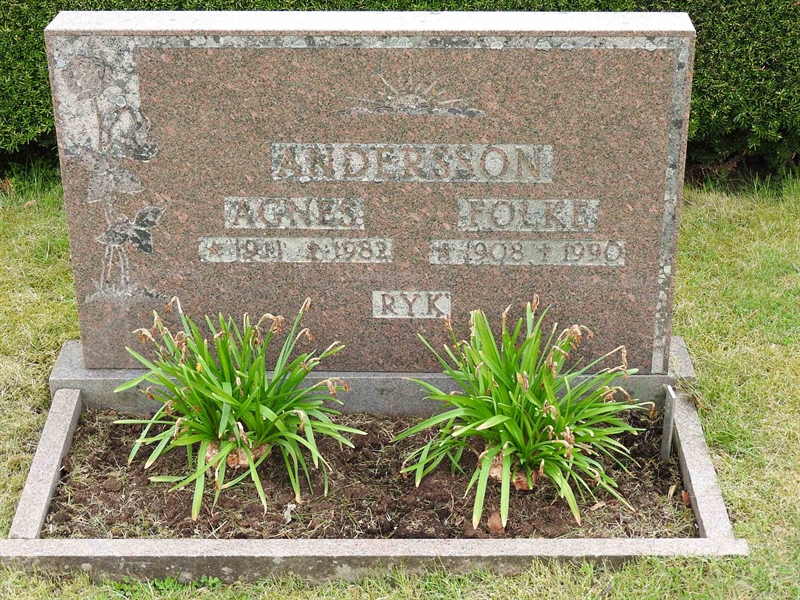 ANDERSSON
AGNES FOLKE
★ 1911 ✝ 1982 ★ 1908 ✝ 1990
RYK